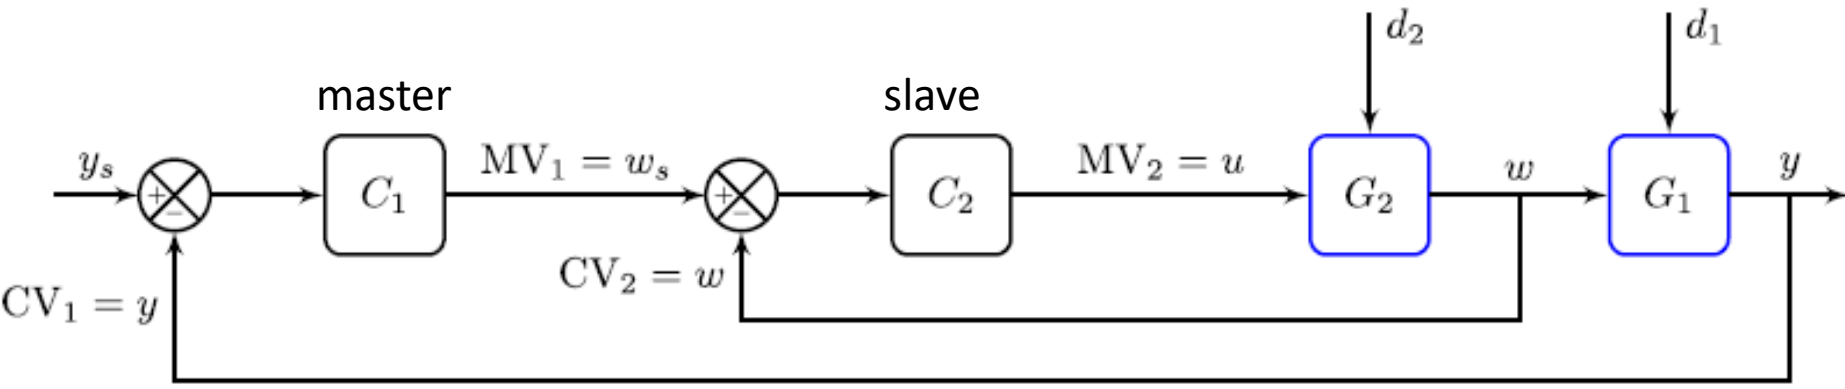 d₂
d₁
master
slave
yₛ
+
−
C₁
MV₁ = wₛ
+
−
C₂
MV₂ = u
G₂
w
G₁
y
CV₂ = w
CV₁ = y